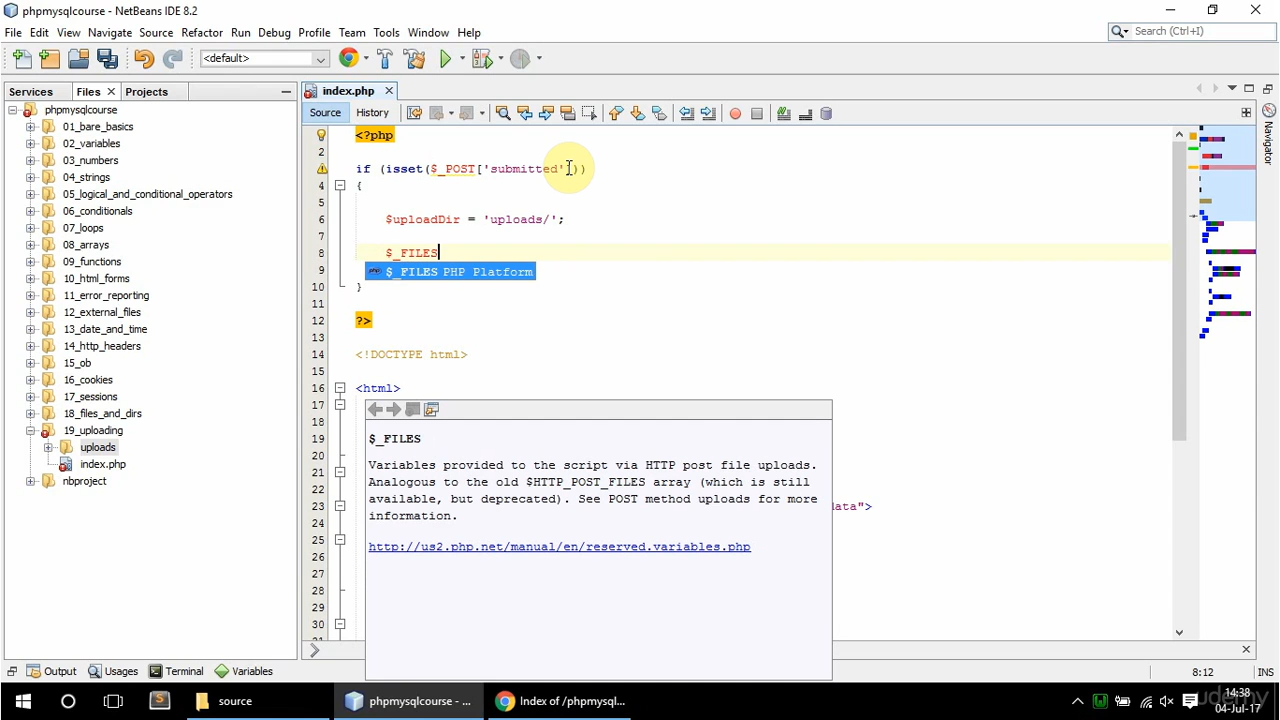 phpmysqlcourse - NetBeans IDE 8.2
File Edit View Navigate Source Refactor Run Debug Profile Team Tools Window Help
Search (Ctrl+I)
<default>
Services Files Projects
index.php
Source History
phpmysqlcourse
01_bare_basics
02_variables
03_numbers
04_strings
05_logical_and_conditional_operators
06_conditionals
07_loops
08_arrays
09_functions
10_html_forms
11_error_reporting
12_external_files
13_date_and_time
14_http_headers
15_ob
16_cookies
17_sessions
18_files_and_dirs
19_uploading
uploads
index.php
nbproject
<?php
2
if (isset($_POST['submitted']))
4 {
5
6 $uploadDir = 'uploads/';
7
8 $_FILES
9 $_FILES PHP Platform
10 }
11
12 ?>
13
14 <!DOCTYPE html>
15
16 <html>
17
18
19
20
21
22
23 data">
24
25
26
27
28
29
30
31
$_FILES
Variables provided to the script via HTTP post file uploads.
Analogous to the old $HTTP_POST_FILES array (which is still
available, but deprecated). See POST method uploads for more
information.
http://us2.php.net/manual/en/reserved.variables.php
Navigator
Output Usages Terminal Variables
8:12 INS
source
phpmysqlcourse - ...
Index of /phpmysql...
14:38
04-Jul-17
udemy